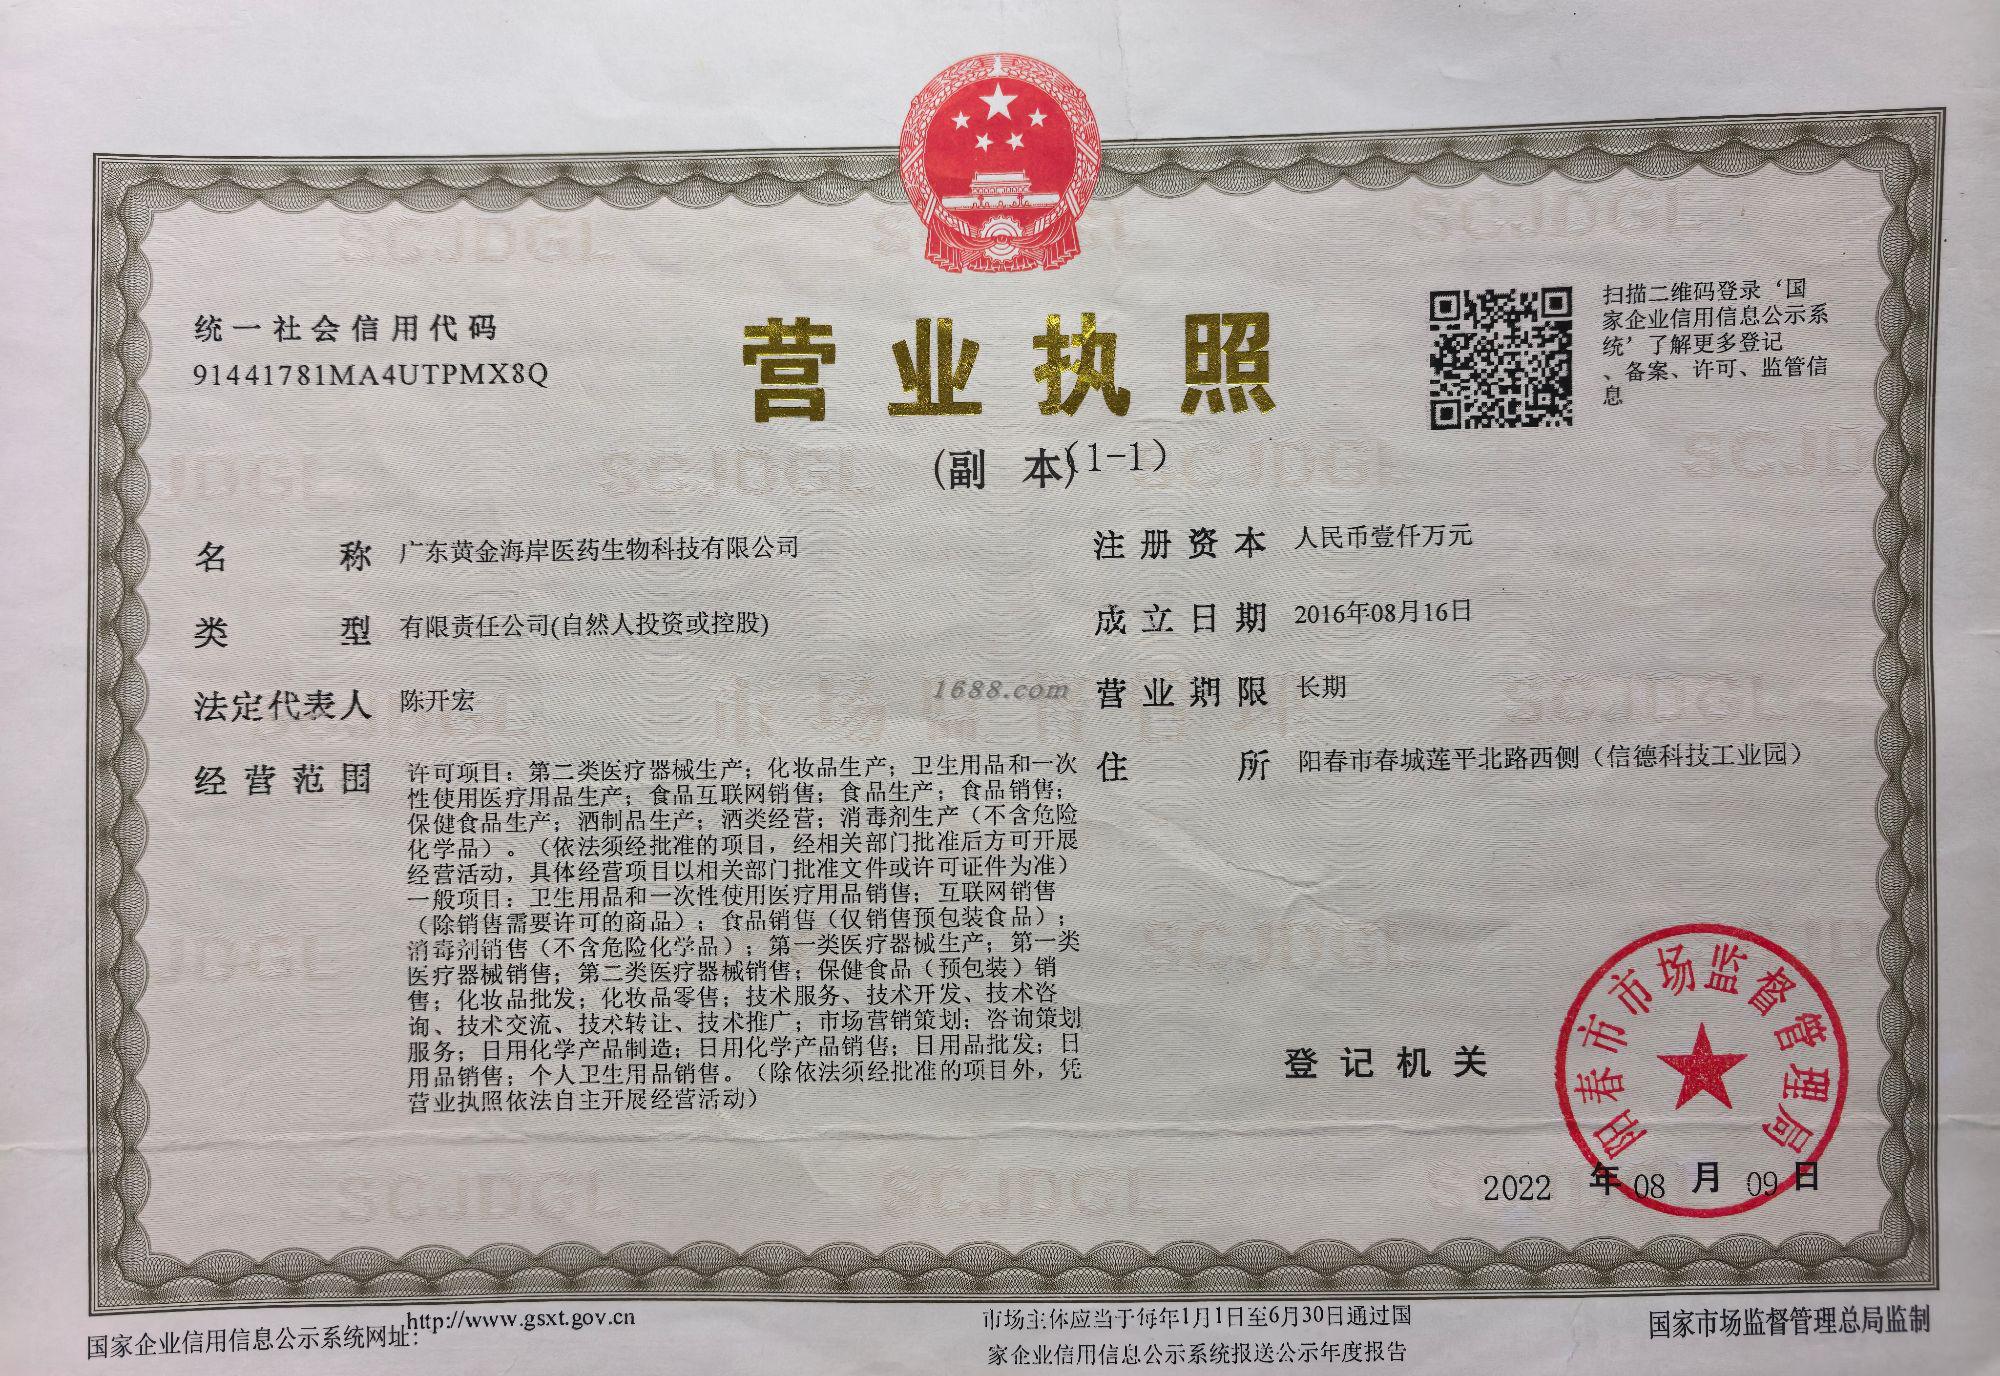 统一社会信用代码
91441781MA4UTPMX8Q
营业执照
(副 本)(1-1)
扫描二维码登录‘国
家企业信用信息公示系
统’了解更多登记
、备案、许可、监管信
息
名 称 广东黄金海岸医药生物科技有限公司
类 型 有限责任公司(自然人投资或控股)
法定代表人 陈开宏
经营范围 许可项目：第二类医疗器械生产；化妆品生产；卫生用品和一次
性使用医疗用品生产；食品互联网销售；食品生产；食品销售；
保健食品生产；酒制品生产；酒类经营；消毒剂生产（不含危险
化学品）。（依法须经批准的项目，经相关部门批准后方可开展
经营活动，具体经营项目以相关部门批准文件或许可证件为准）
一般项目：卫生用品和一次性使用医疗用品销售；互联网销售
（除销售需要许可的商品）；食品销售（仅销售预包装食品）；
消毒剂销售（不含危险化学品）；第一类医疗器械生产；第一类
医疗器械销售；第二类医疗器械销售；保健食品（预包装）销
售；化妆品批发；化妆品零售；技术服务、技术开发、技术咨
询、技术交流、技术转让、技术推广；市场营销策划；咨询策划
服务；日用化学产品制造；日用化学产品销售；日用品批发；日
用品销售；个人卫生用品销售。（除依法须经批准的项目外，凭
营业执照依法自主开展经营活动）
注册资本 人民币壹仟万元
成立日期 2016年08月16日
营业期限 长期
住 所 阳春市春城莲平北路西侧（信德科技工业园）
1688.com
登记机关
阳春市市场监督管理局
2022 年 08 月 09 日
国家企业信用信息公示系统网址：http://www.gsxt.gov.cn
市场主体应当于每年1月1日至6月30日通过国
家企业信用信息公示系统报送公示年度报告
国家市场监督管理总局监制